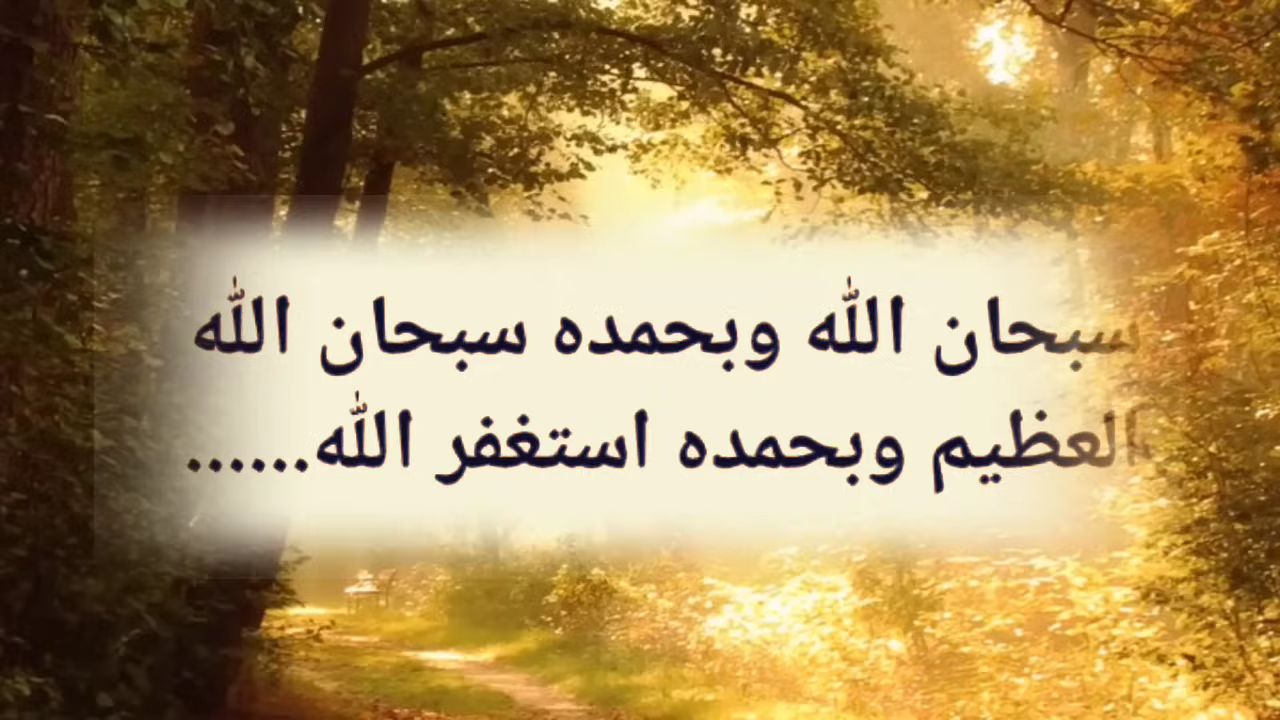 سبحان الله وبحمده سبحان الله
العظيم وبحمده استغفر الله......